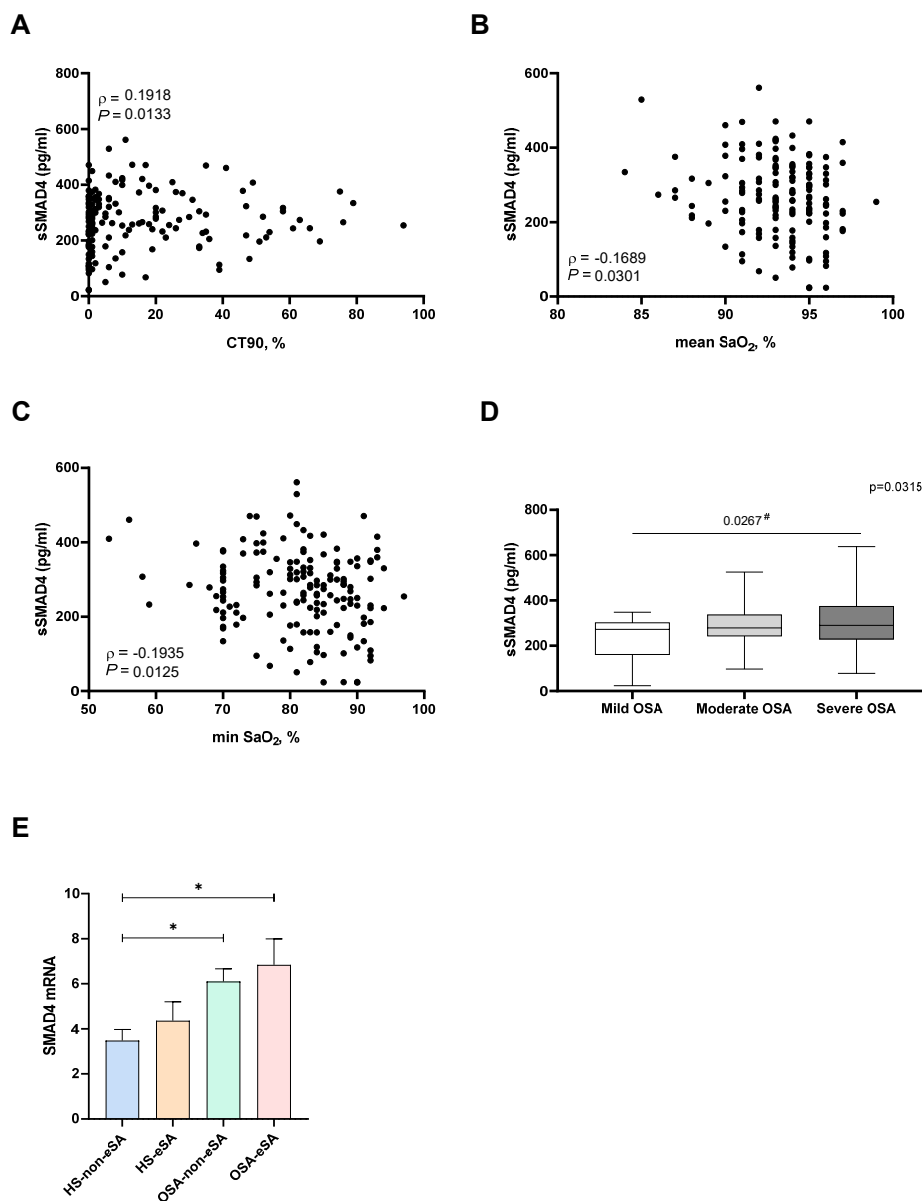 A
800
600
400
200
0
sSMAD4 (pg/ml)
ρ = 0.1918
P = 0.0133
0 20 40 60 80 100
CT90, %
B
600
400
200
0
sSMAD4 (pg/ml)
ρ = -0.1689
P = 0.0301
80 85 90 95 100
mean SaO₂, %
C
600
400
200
0
sSMAD4 (pg/ml)
ρ = -0.1935
P = 0.0125
50 60 70 80 90 100
min SaO₂, %
D
p=0.0315
800
600
400
200
0
sSMAD4 (pg/ml)
0.0267 #
Mild OSA Moderate OSA Severe OSA
E
10
8
6
4
2
0
SMAD4 mRNA
*
*
HS-non-eSA
HS-eSA
OSA-non-eSA
OSA-eSA